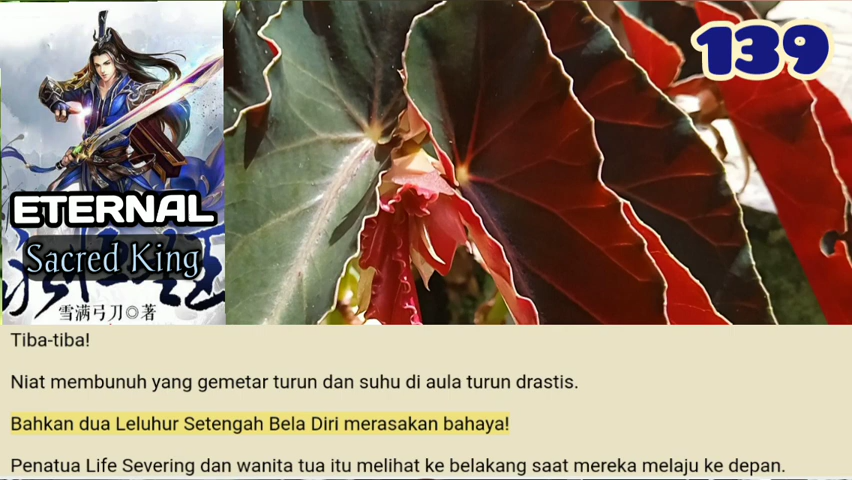 139
ETERNAL
Sacred King
雪满弓刀◎著
Tiba-tiba!
Niat membunuh yang gemetar turun dan suhu di aula turun drastis.
Bahkan dua Leluhur Setengah Bela Diri merasakan bahaya!
Penatua Life Severing dan wanita tua itu melihat ke belakang saat mereka melaju ke depan.